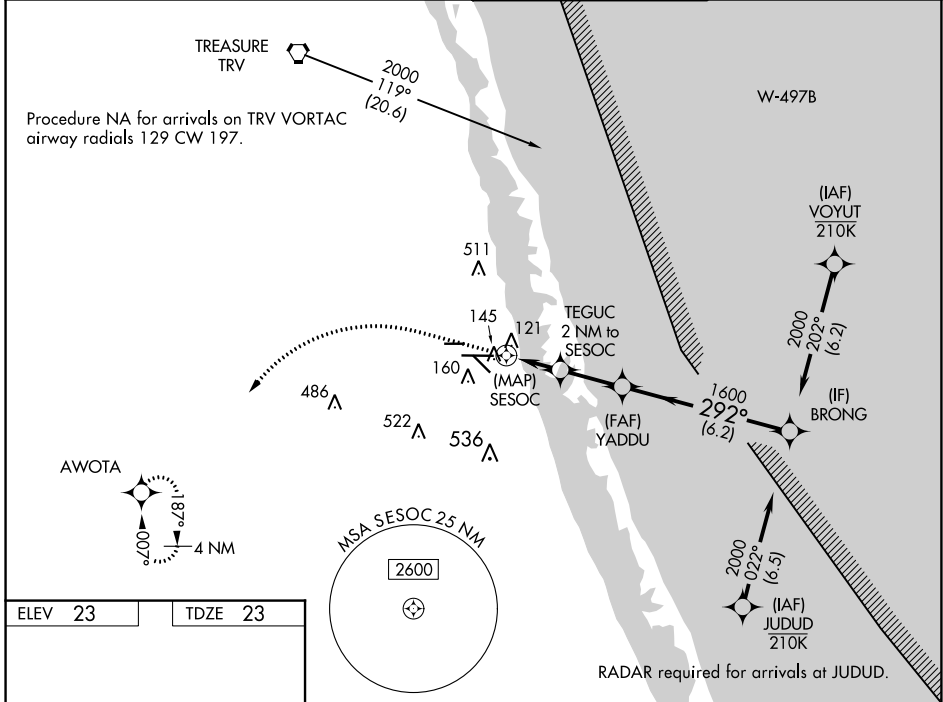 TREASURE
TRV
2000
119°
(20.6)
W-497B
Procedure NA for arrivals on TRV VORTAC
airway radials 129 CW 197.
(IAF)
VOYUT
210K
511
2000
202°
(6.2)
145
121
TEGUC
2 NM to
SESOC
160
(MAP)
SESOC
486
522
536
(FAF)
YADDU
1600
292°
(6.2)
(IF)
BRONG
AWOTA
187°
007°
4 NM
MSA SESOC 25 NM
2600
2000
022°
(6.5)
(IAF)
JUDUD
210K
ELEV 23
TDZE 23
RADAR required for arrivals at JUDUD.